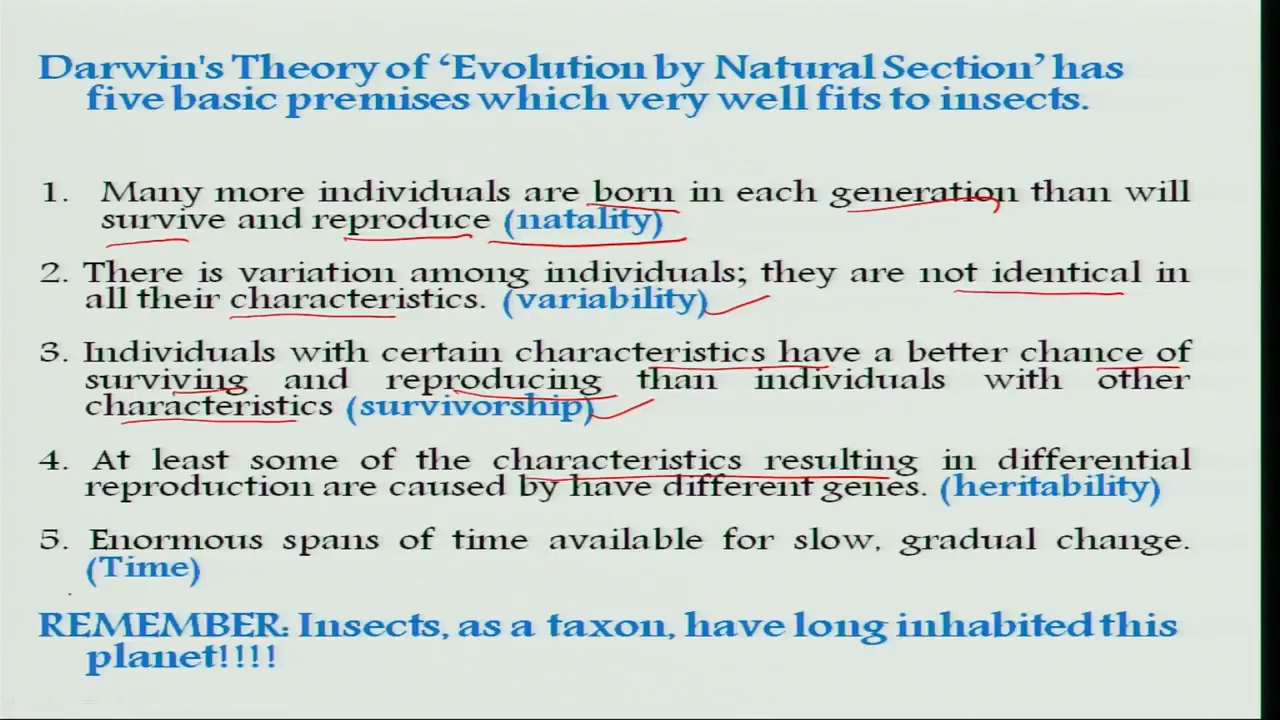 Darwin's Theory of ‘Evolution by Natural Section’ has
five basic premises which very well fits to insects.
1. Many more individuals are born in each generation than will
survive and reproduce (natality)
2. There is variation among individuals; they are not identical in
all their characteristics. (variability)
3. Individuals with certain characteristics have a better chance of
surviving and reproducing than individuals with other
characteristics (survivorship)
4. At least some of the characteristics resulting in differential
reproduction are caused by have different genes. (heritability)
5. Enormous spans of time available for slow, gradual change.
(Time)
REMEMBER: Insects, as a taxon, have long inhabited this
planet!!!!